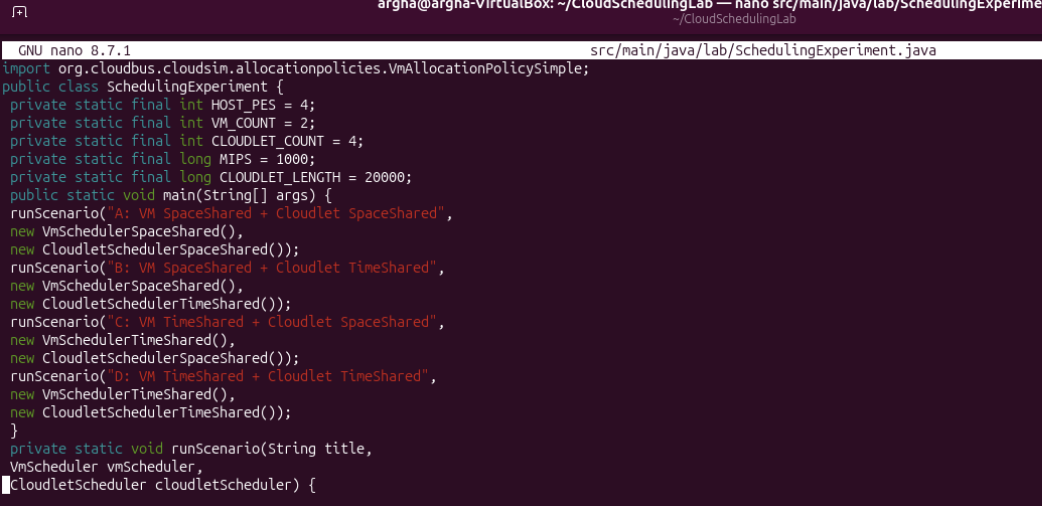 argha@argha-VirtualBox: ~/CloudSchedulingLab — nano src/main/java/lab/SchedulingExperime
~/CloudSchedulingLab
GNU nano 8.7.1 src/main/java/lab/SchedulingExperiment.java
import org.cloudbus.cloudsim.allocationpolicies.VmAllocationPolicySimple;
public class SchedulingExperiment {
private static final int HOST_PES = 4;
private static final int VM_COUNT = 2;
private static final int CLOUDLET_COUNT = 4;
private static final long MIPS = 1000;
private static final long CLOUDLET_LENGTH = 20000;
public static void main(String[] args) {
runScenario("A: VM SpaceShared + Cloudlet SpaceShared",
new VmSchedulerSpaceShared(),
new CloudletSchedulerSpaceShared());
runScenario("B: VM SpaceShared + Cloudlet TimeShared",
new VmSchedulerSpaceShared(),
new CloudletSchedulerTimeShared());
runScenario("C: VM TimeShared + Cloudlet SpaceShared",
new VmSchedulerTimeShared(),
new CloudletSchedulerSpaceShared());
runScenario("D: VM TimeShared + Cloudlet TimeShared",
new VmSchedulerTimeShared(),
new CloudletSchedulerTimeShared());
}
private static void runScenario(String title,
VmScheduler vmScheduler,
CloudletScheduler cloudletScheduler) {